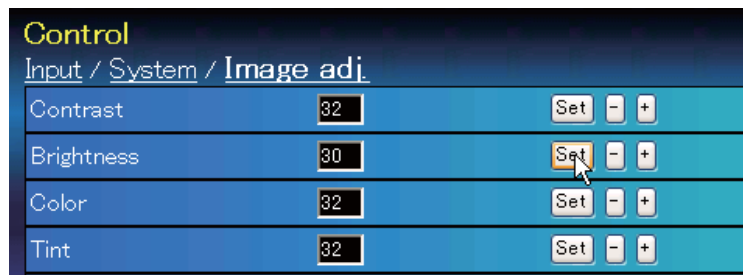 Control
Input / System / Image adj.
Contrast 32 Set - +
Brightness 30 Set - +
Color 32 Set - +
Tint 32 Set - +